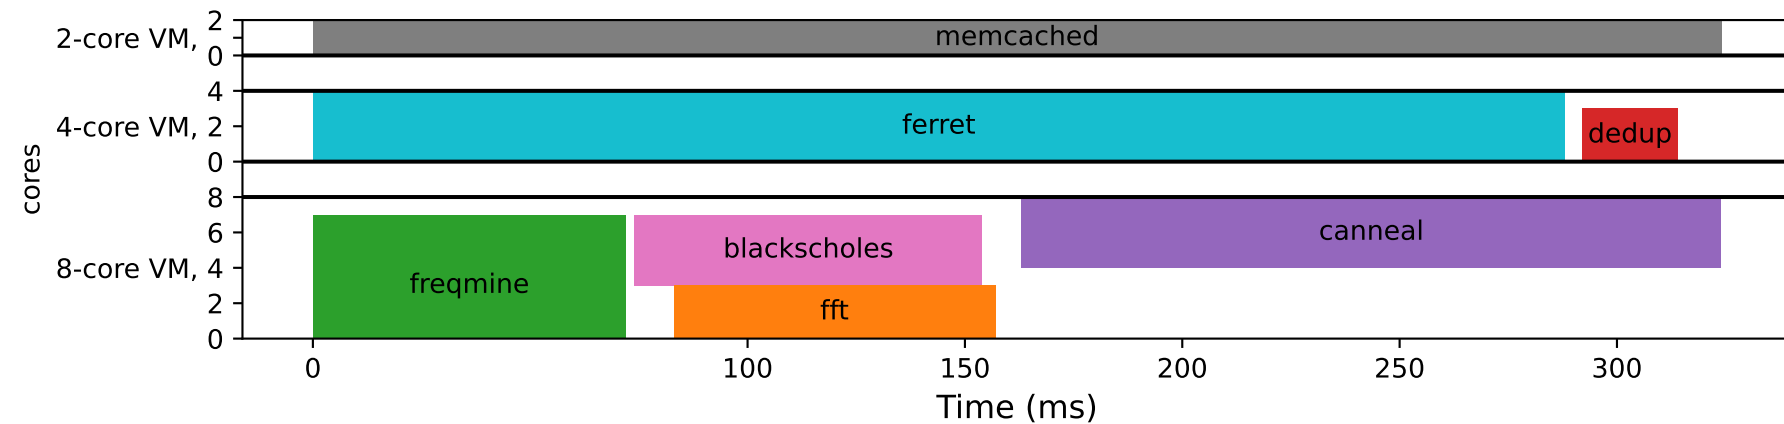 2-core VM, 2
0
memcached
4-core VM, 4
2
0
ferret
dedup
cores
8-core VM, 8
6
4
2
0
freqmine
blackscholes
fft
canneal
0 100 150 200 250 300
Time (ms)